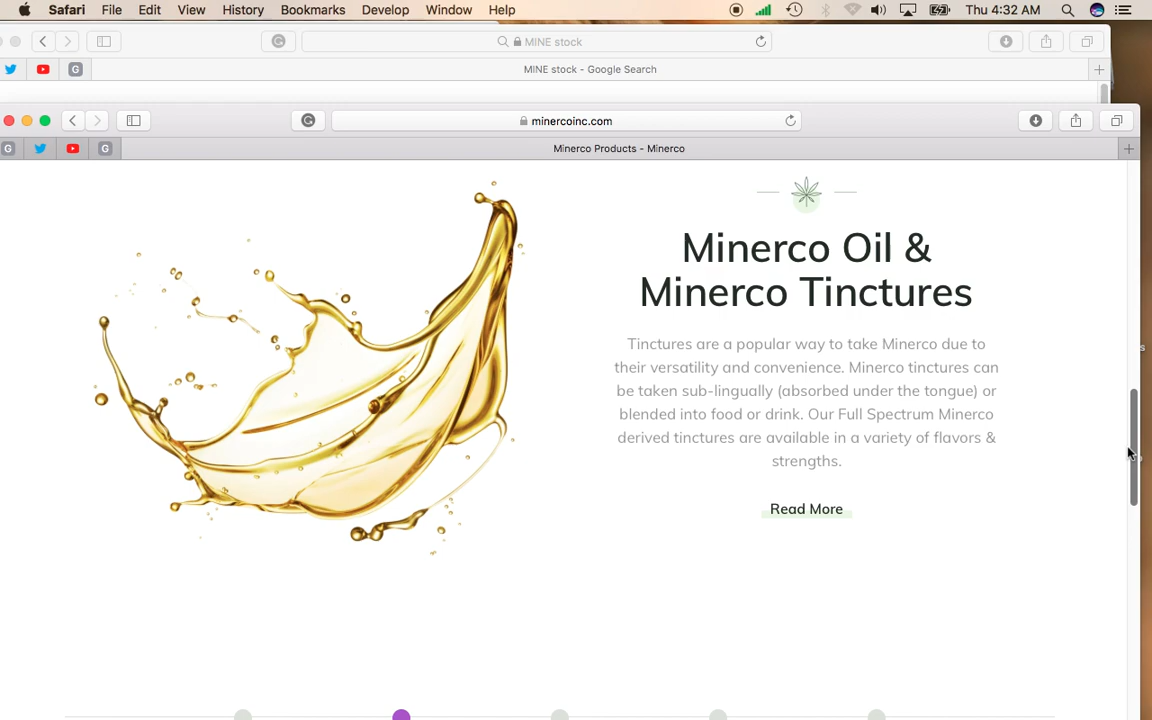 Safari File Edit View History Bookmarks Develop Window Help Thu 4:32 AM
MINE stock
G MINE stock - Google Search
minercoinc.com
G G Minerco Products - Minerco
Minerco Oil &
Minerco Tinctures
Tinctures are a popular way to take Minerco due to
their versatility and convenience. Minerco tinctures can
be taken sub-lingually (absorbed under the tongue) or
blended into food or drink. Our Full Spectrum Minerco
derived tinctures are available in a variety of flavors &
strengths.
Read More